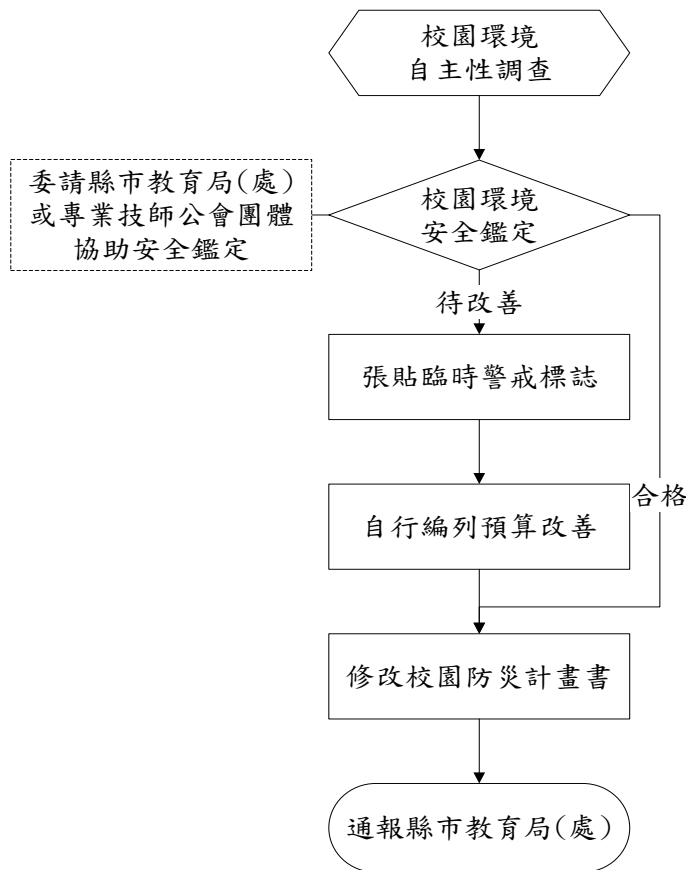 校園環境
自主性調查
委請縣市教育局(處)
或專業技師公會團體
協助安全鑑定
校園環境
安全鑑定
待改善
張貼臨時警戒標誌
自行編列預算改善
合格
修改校園防災計畫書
通報縣市教育局(處)